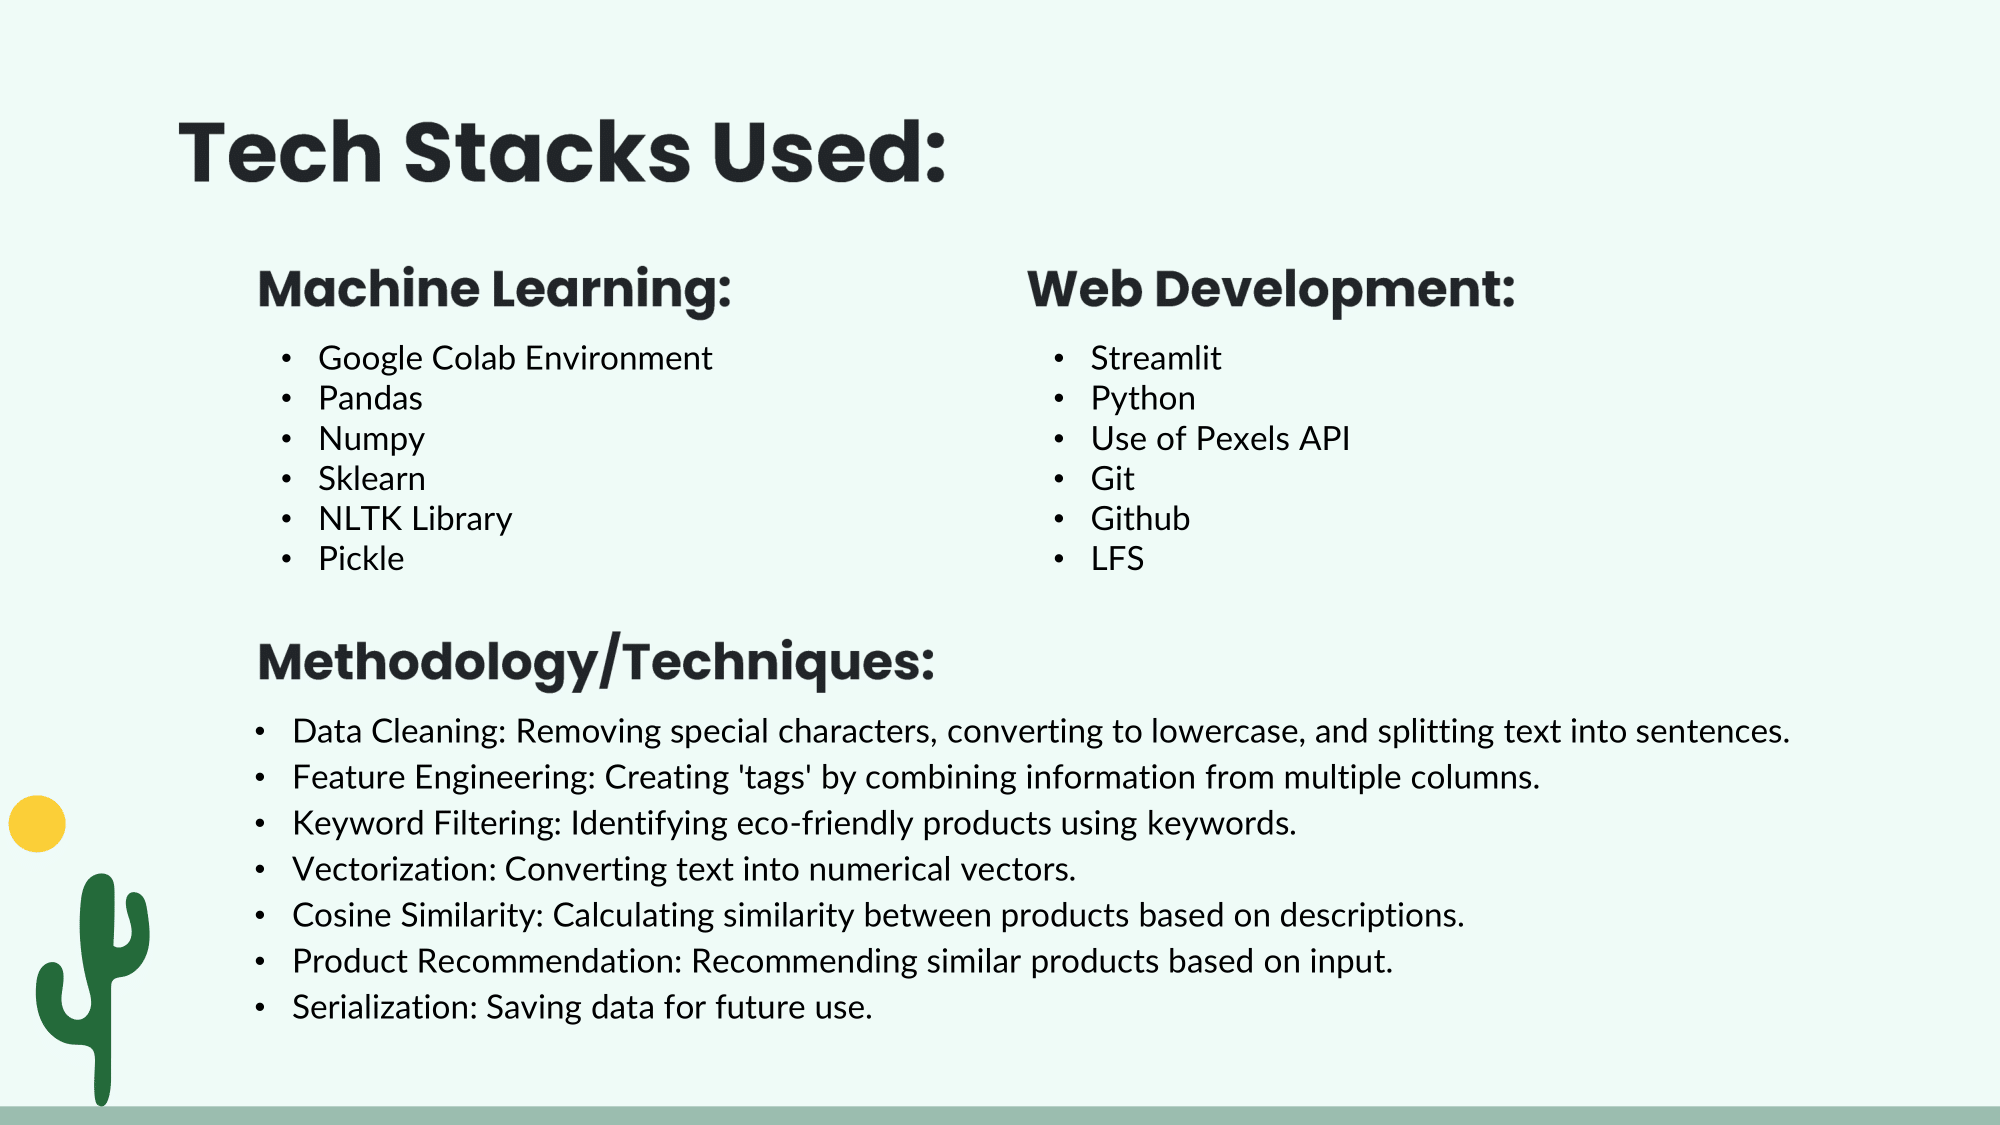 Tech Stacks Used:
Machine Learning:
• Google Colab Environment
• Pandas
• Numpy
• Sklearn
• NLTK Library
• Pickle
Web Development:
• Streamlit
• Python
• Use of Pexels API
• Git
• Github
• LFS
Methodology/Techniques:
• Data Cleaning: Removing special characters, converting to lowercase, and splitting text into sentences.
• Feature Engineering: Creating 'tags' by combining information from multiple columns.
• Keyword Filtering: Identifying eco-friendly products using keywords.
• Vectorization: Converting text into numerical vectors.
• Cosine Similarity: Calculating similarity between products based on descriptions.
• Product Recommendation: Recommending similar products based on input.
• Serialization: Saving data for future use.